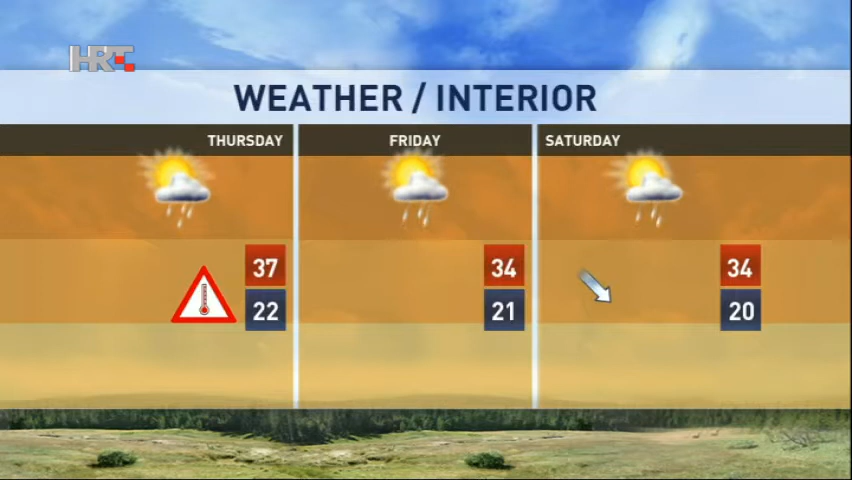 HRT
WEATHER / INTERIOR
THURSDAY FRIDAY SATURDAY
37 34 34
22 21 20